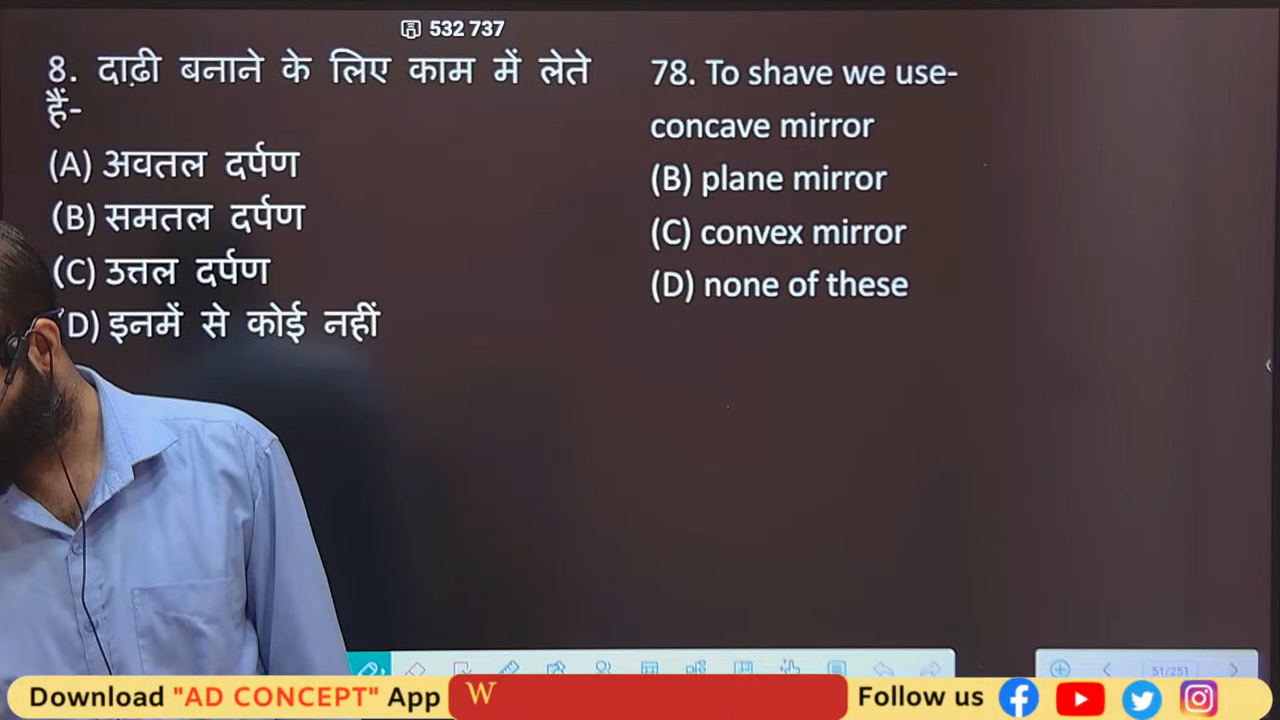 532 737
8. दाढ़ी बनाने के लिए काम में लेते
हैं-
(A) अवतल दर्पण
(B) समतल दर्पण
(C) उत्तल दर्पण
D) इनमें से कोई नहीं
78. To shave we use-
concave mirror
(B) plane mirror
(C) convex mirror
(D) none of these
51/251
Download "AD CONCEPT" App
W
Follow us